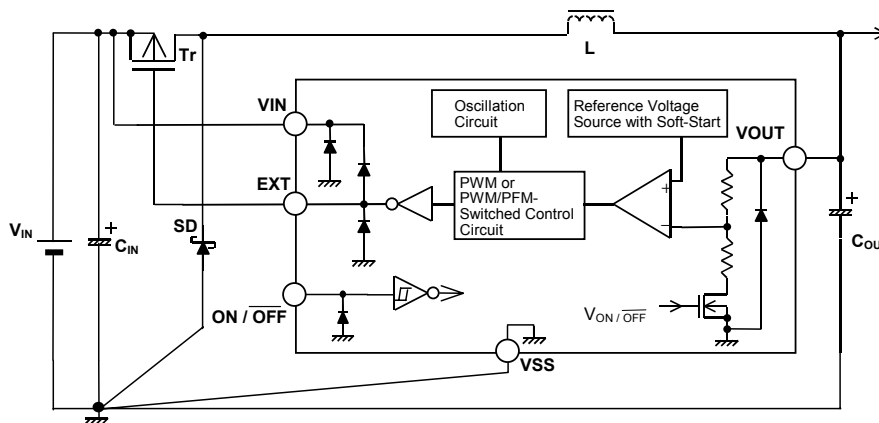 L
Tr
VIN
Oscillation
Circuit
Reference Voltage
Source with Soft-Start
VOUT
EXT
PWM or
PWM/PFM-
Switched Control
Circuit
+
−
+
VIN
+
CIN
SD
COU
ON / OFF
VON / OFF
VSS